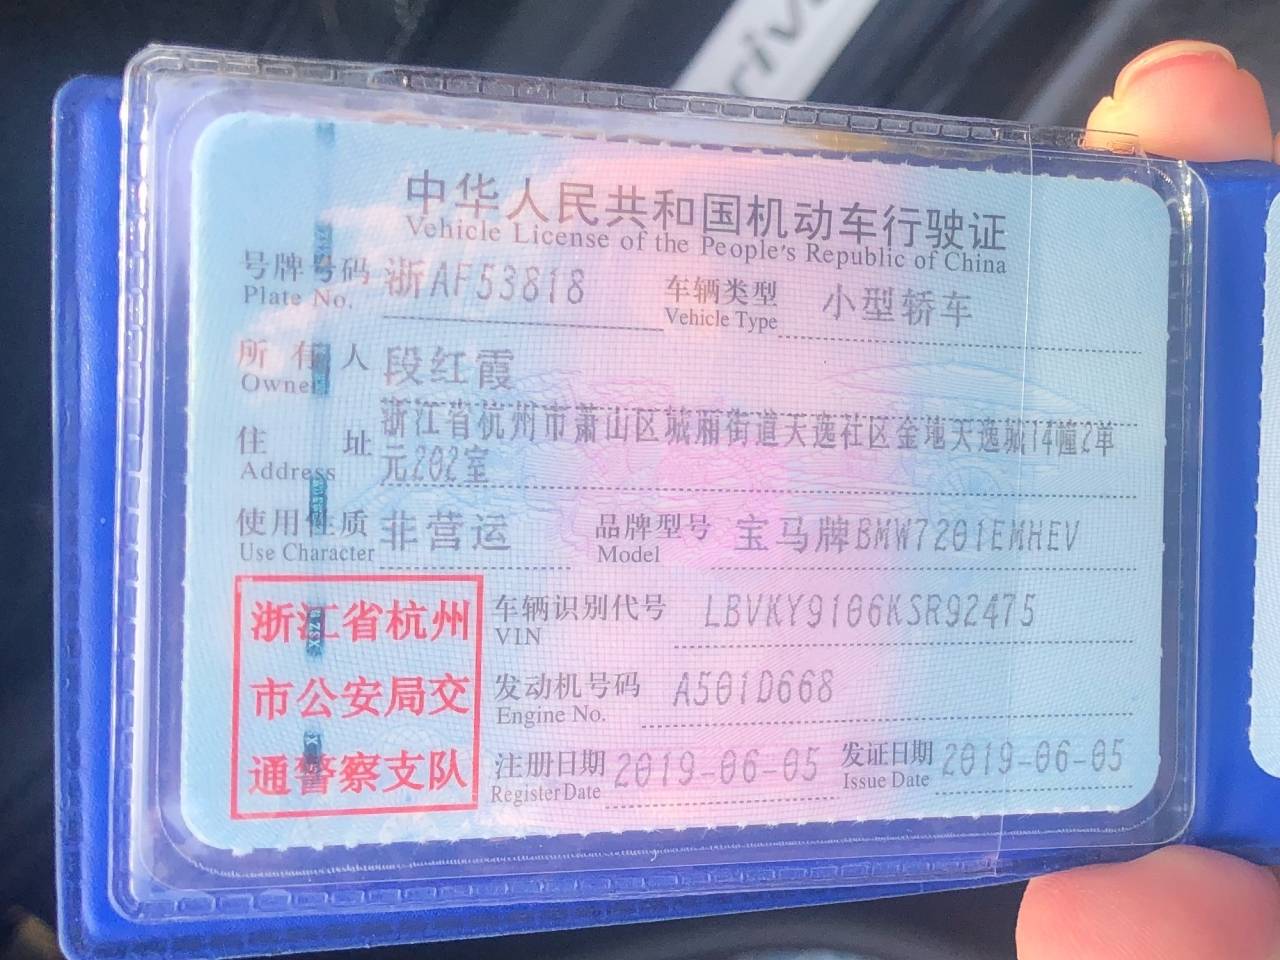 中华人民共和国机动车行驶证
Vehicle License of the People's Republic of China
号牌号码 浙AF53818 车辆类型 小型轿车
Plate No. Vehicle Type
所有人 段红霞
Owner
住址 浙江省杭州市萧山区城厢街道天逸社区金地天逸城14幢2单
Address 元202室
使用性质 非营运 品牌型号 宝马牌BMW7201EMHEV
Use Character Model
浙江省杭州
市公安局交
通警察支队
车辆识别代号 LBVKY9106KSR92475
VIN
发动机号码 A501D668
Engine No.
注册日期 2019-06-05 发证日期 2019-06-05
Register Date Issue Date